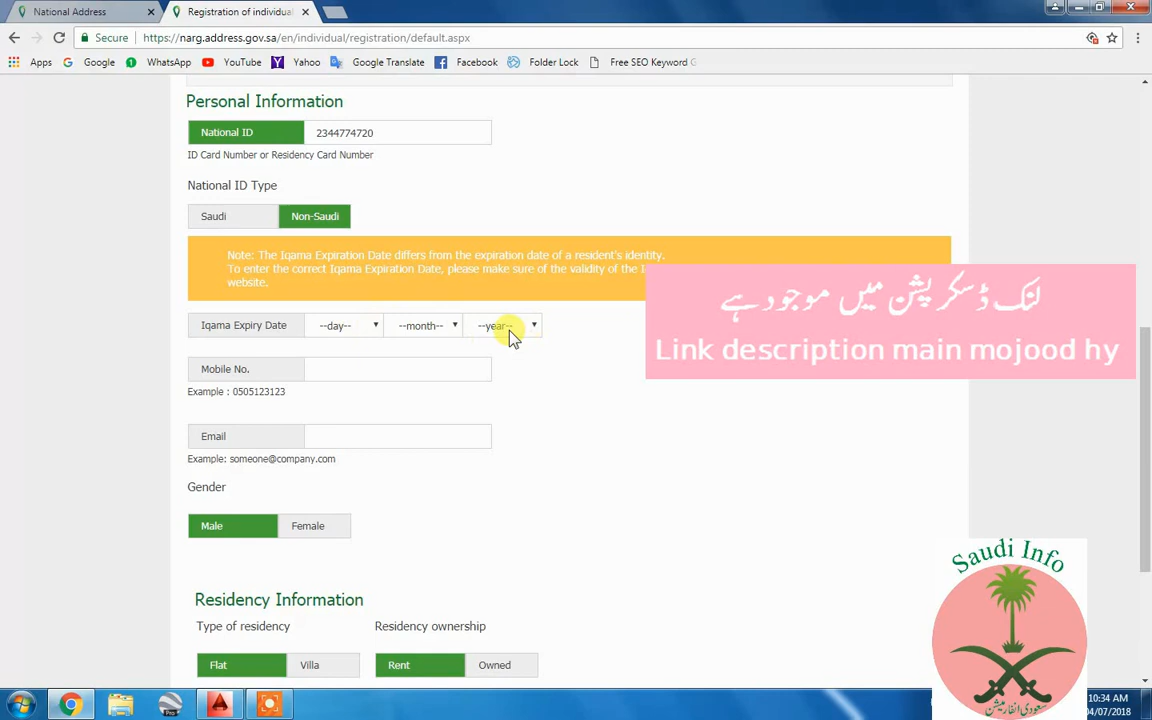 National Address
Registration of individual
Secure https://narg.address.gov.sa/en/individual/registration/default.aspx
Apps Google WhatsApp YouTube Yahoo Google Translate Facebook Folder Lock Free SEO Keyword G
Personal Information
National ID 2344774720
ID Card Number or Residency Card Number
National ID Type
Saudi Non-Saudi
Note: The Iqama Expiration Date differs from the expiration date of a resident's identity.
To enter the correct Iqama Expiration Date, please make sure of the validity of the
website.
لنک ڈسکرپشن میں موجود ہے
Link description main mojood hy
Iqama Expiry Date --day-- --month-- --year--
Mobile No.
Example : 0505123123
Email
Example: someone@company.com
Gender
Male Female
Residency Information
Type of residency Residency ownership
Flat Villa Rent Owned
Saudi Info
سعودی انفارمیشن
Pro
10:34 AM
04/07/2018